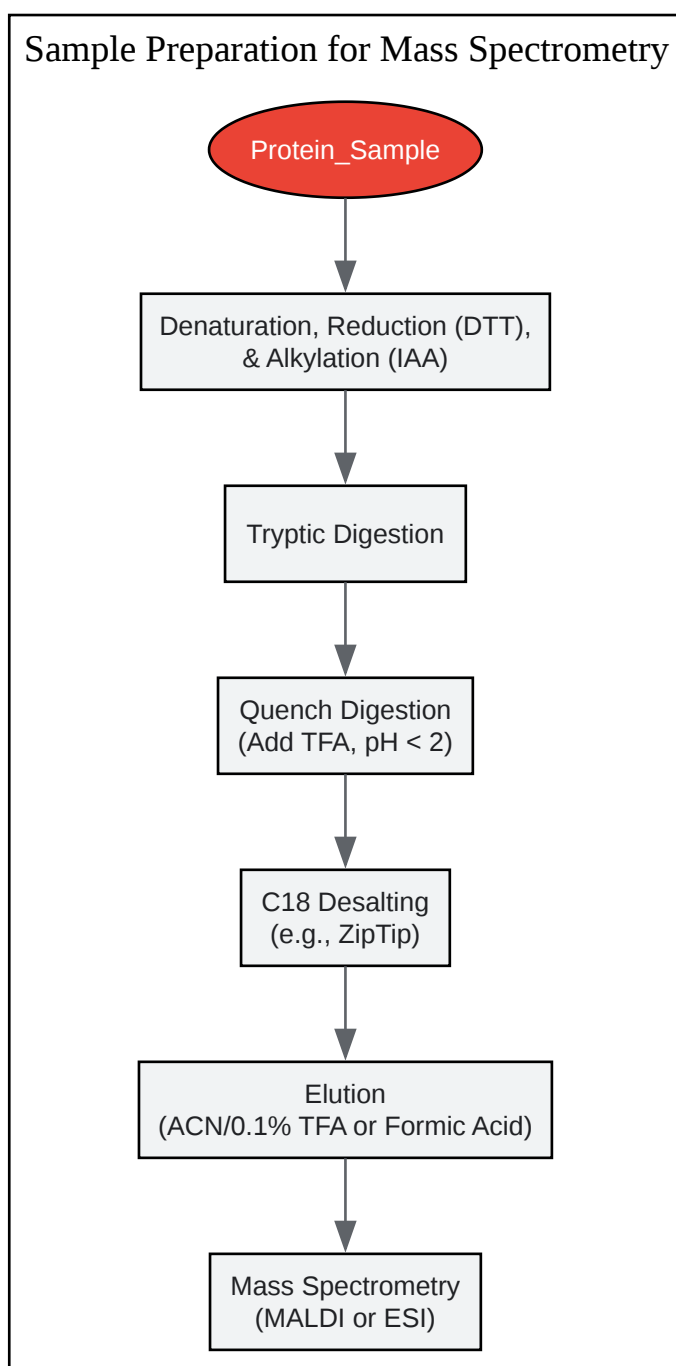 Sample Preparation for Mass Spectrometry
Protein_Sample
Denaturation, Reduction (DTT),
& Alkylation (IAA)
Tryptic Digestion
Quench Digestion
(Add TFA, pH < 2)
C18 Desalting
(e.g., ZipTip)
Elution
(ACN/0.1% TFA or Formic Acid)
Mass Spectrometry
(MALDI or ESI)